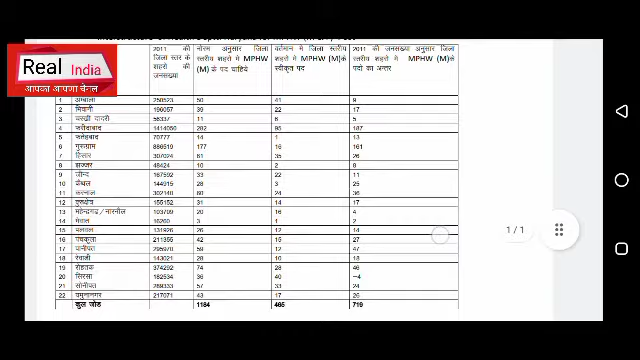 2011 की जिला स्तर के शहरो की जनसख्या
नोरम अनुसार जिला स्तरीय शहरो मे MPHW (M) के पद चाहिये
वर्तमान मे जिला स्तरीय शहरो मे MPHW (M)के स्वीकृत पद
2011 की जनसख्या अनुसार जिला स्तरीय शहरो मे MPHW (M)के पदो का अन्तर
Real India
आपका आपणा चैनल
1 अम्बाला 250523 50 41 9
2 भिवानी 196057 39 22 17
3 चरखी दादरी 56337 11 6 5
4 फरीदाबाद 1414050 282 95 187
5 फतेहबाद 70777 14 1 13
6 गुरुग्राम 886519 177 16 161
7 हिसार 307024 61 35 26
8 झज्जर 48424 10 2 8
9 जीन्द 167592 33 22 11
10 कैथल 144915 28 3 25
11 करनाल 302140 60 24 36
12 कुरुक्षेत्र 155152 31 14 17
13 महेन्द्रगढ/नारनौल 103709 20 16 4
14 मेवात 16260 3 1 2
15 पलवल 131926 26 12 14
16 पचकूला 211355 42 15 27
17 पानीपत 295970 59 12 47
18 रेवाडी 143021 28 10 18
19 रोहतक 374292 74 28 46
20 सिरसा 182534 36 40 -4
21 सोनीपत 289333 57 33 24
22 यमुनानगर 217071 43 17 26
कुल जोड 1184 465 719
1/1